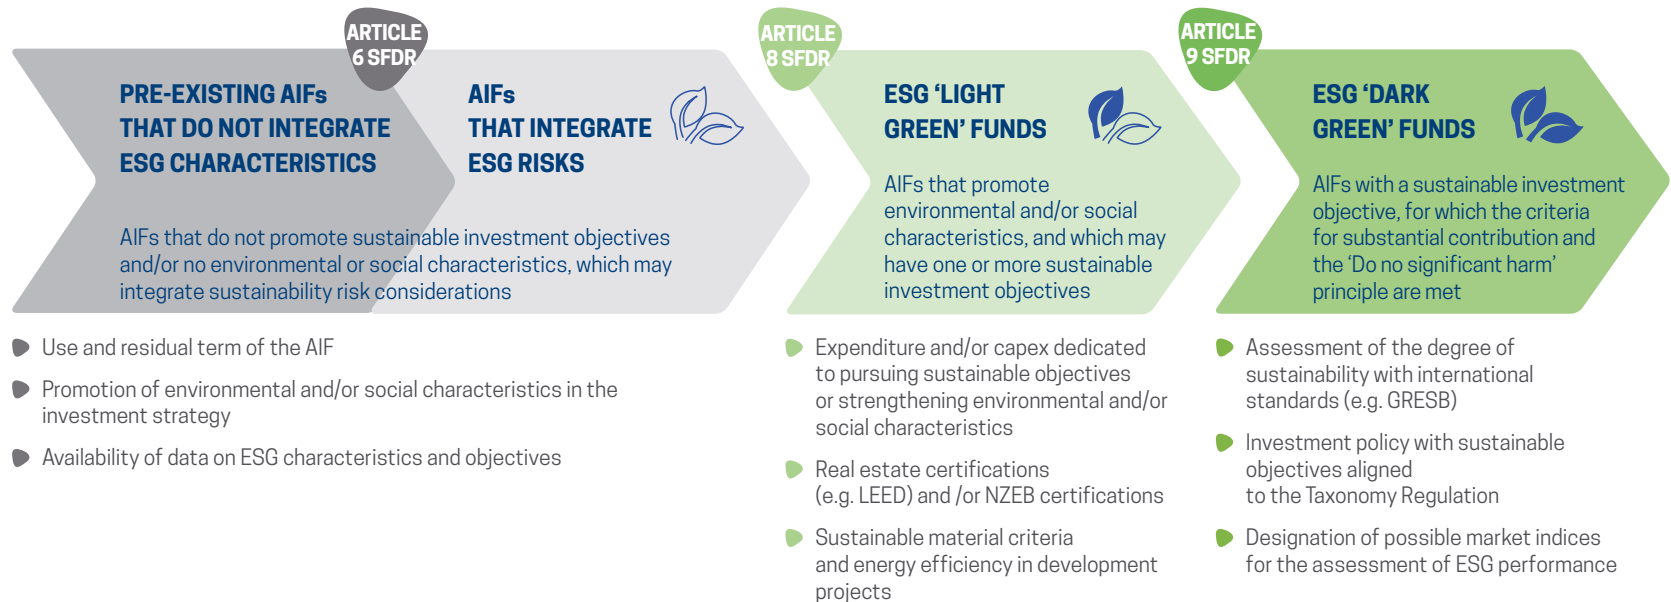 ARTICLE
6 SFDR
PRE-EXISTING AIFs
THAT DO NOT INTEGRATE
ESG CHARACTERISTICS
AIFs
THAT INTEGRATE
ESG RISKS
AIFs that do not promote sustainable investment objectives
and/or no environmental or social characteristics, which may
integrate sustainability risk considerations
Use and residual term of the AIF
Promotion of environmental and/or social characteristics in the
investment strategy
Availability of data on ESG characteristics and objectives
ARTICLE
8 SFDR
ESG ‘LIGHT
GREEN’ FUNDS
AIFs that promote
environmental and/or social
characteristics, and which may
have one or more sustainable
investment objectives
Expenditure and/or capex dedicated
to pursuing sustainable objectives
or strengthening environmental and/or
social characteristics
Real estate certifications
(e.g. LEED) and /or NZEB certifications
Sustainable material criteria
and energy efficiency in development
projects
ARTICLE
9 SFDR
ESG ‘DARK
GREEN’ FUNDS
AIFs with a sustainable investment
objective, for which the criteria
for substantial contribution and
the ‘Do no significant harm’
principle are met
Assessment of the degree of
sustainability with international
standards (e.g. GRESB)
Investment policy with sustainable
objectives aligned
to the Taxonomy Regulation
Designation of possible market indices
for the assessment of ESG performance